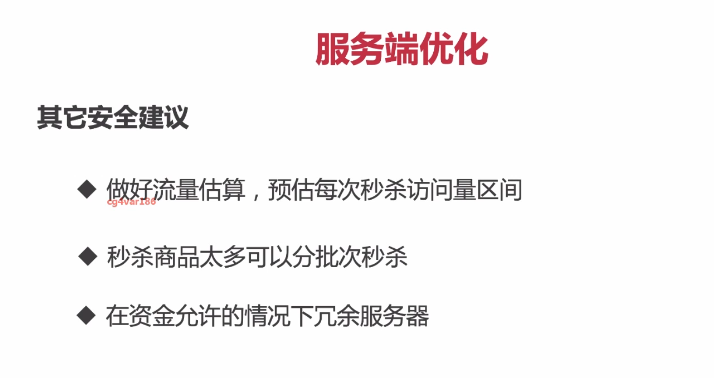 服务端优化
其它安全建议
◆ 做好流量估算，预估每次秒杀访问量区间
cg4var186
◆ 秒杀商品太多可以分批次秒杀
◆ 在资金允许的情况下冗余服务器